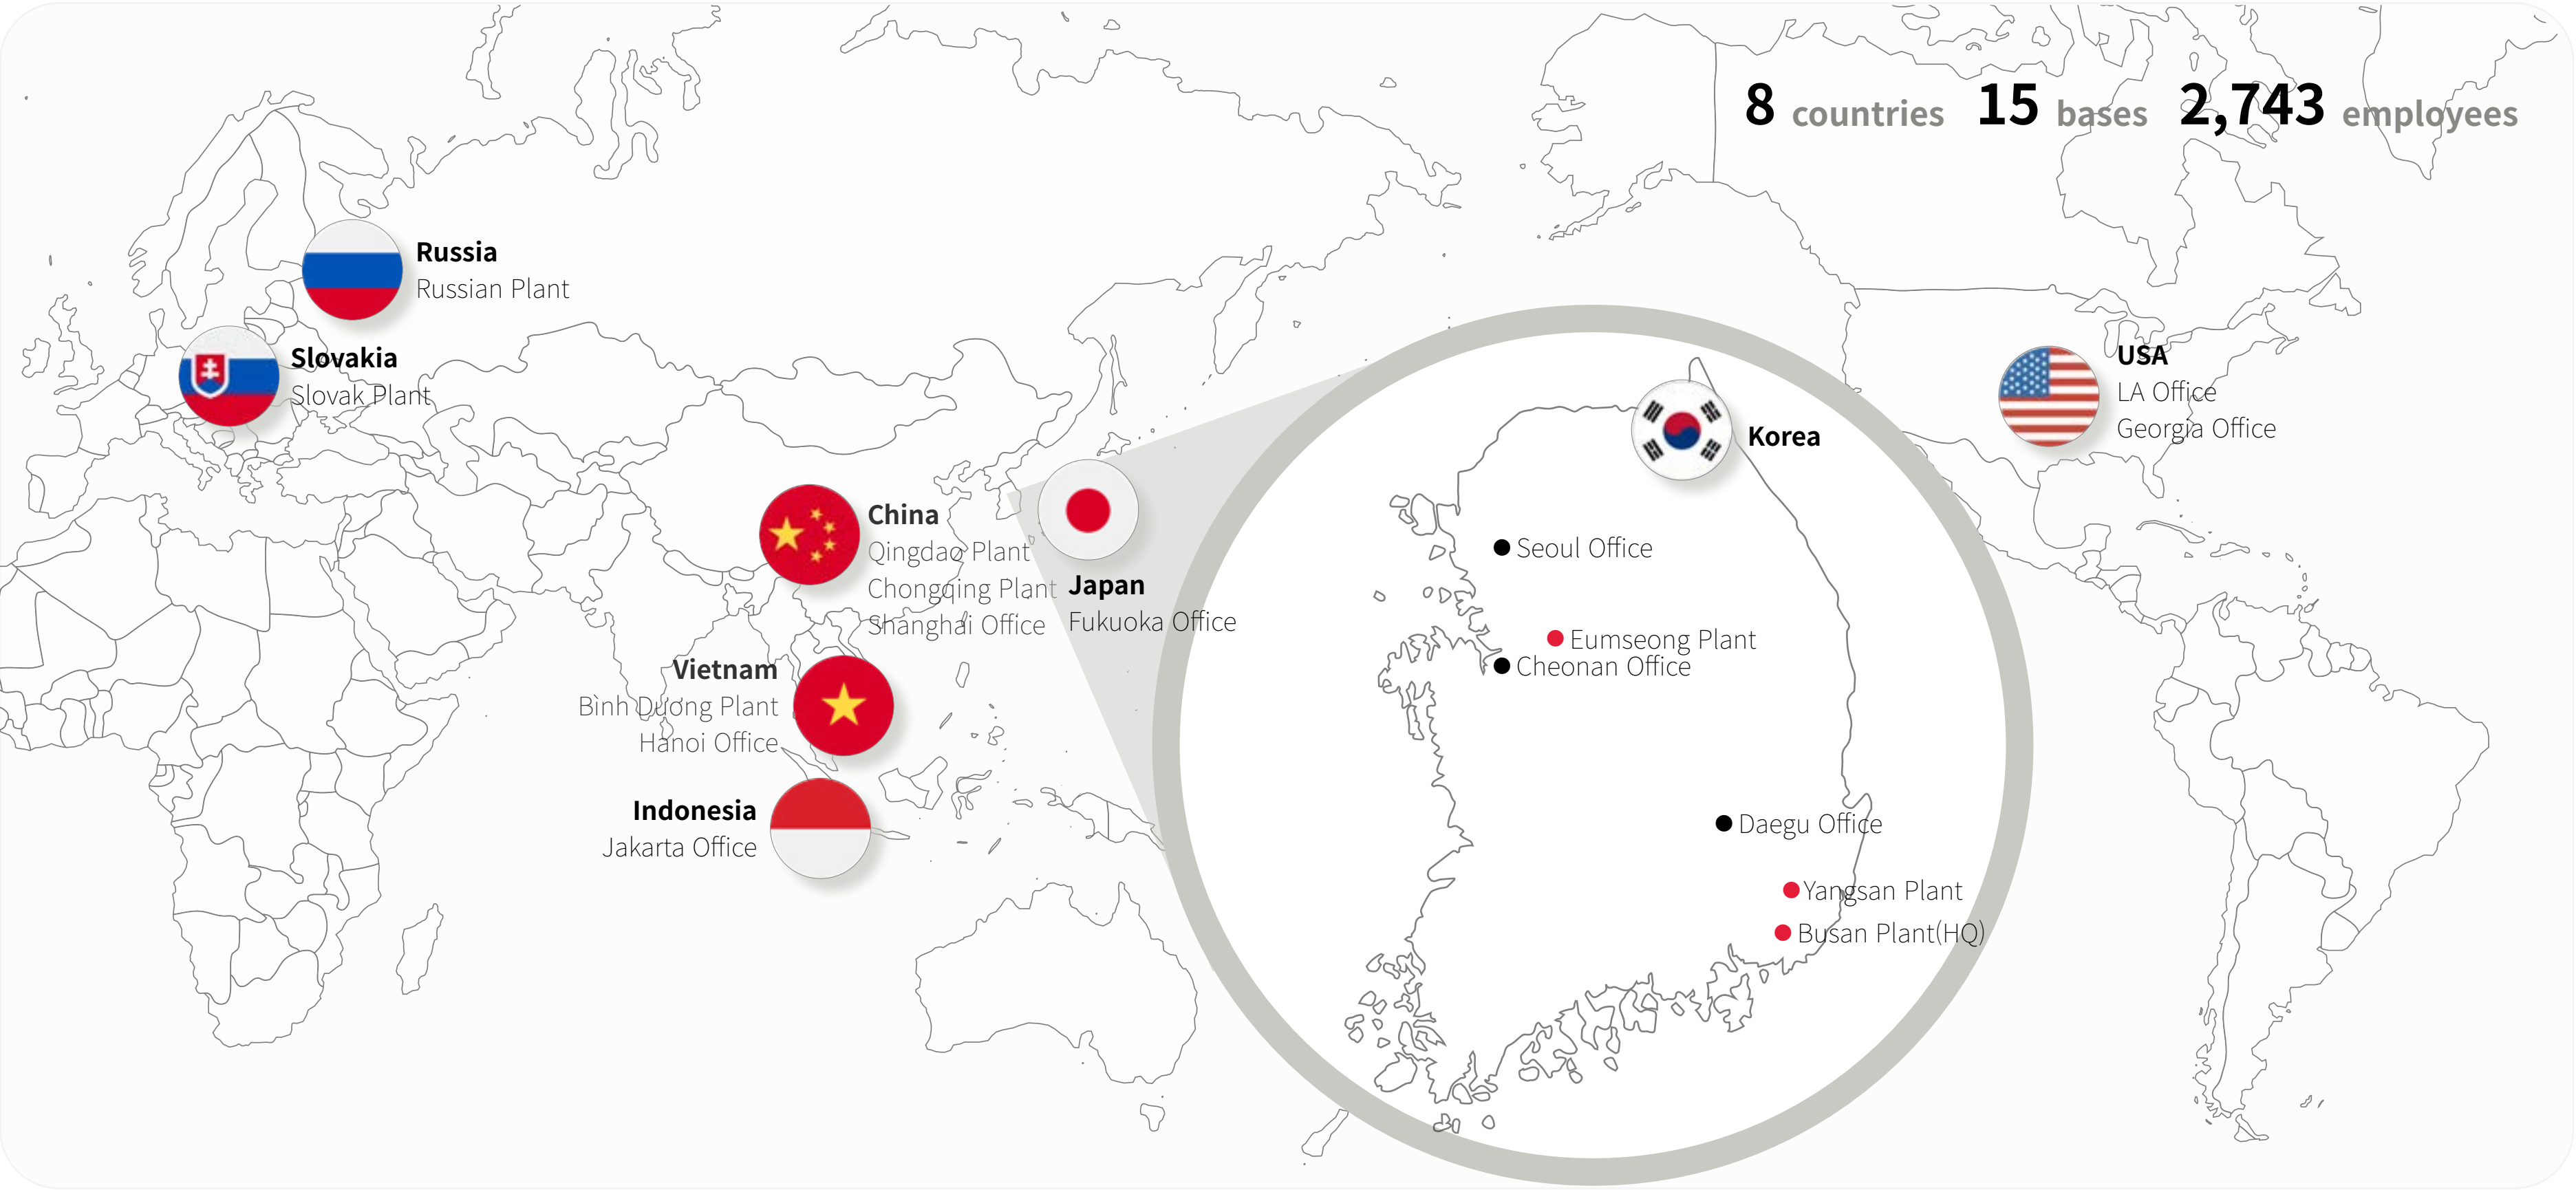 8 countries 15 bases 2,743 employees
Russia
Russian Plant
Slovakia
Slovak Plant
USA
LA Office
Georgia Office
Korea
Seoul Office
Eumseong Plant
Cheonan Office
Daegu Office
Yangsan Plant
Busan Plant(HQ)
China
Qingdao Plant
Chongqing Plant
Shanghai Office
Japan
Fukuoka Office
Vietnam
Bình Dương Plant
Hanoi Office
Indonesia
Jakarta Office